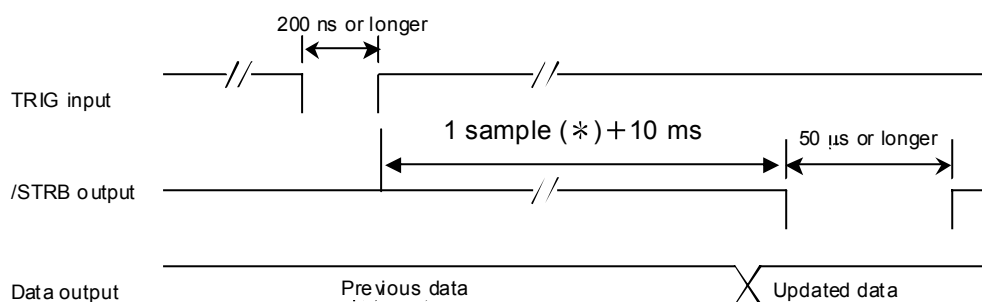 200 ns or longer
TRIG input
1 sample (*)+10 ms
50 μs or longer
/STRB output
Data output
Previous data
Updated data